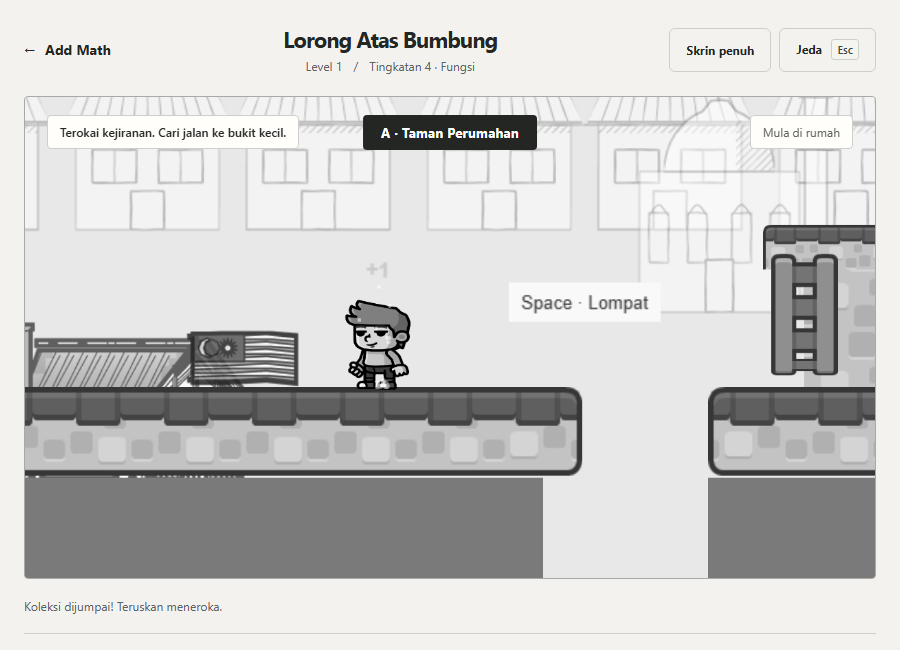 ← Add Math
Lorong Atas Bumbung
Level 1 / Tingkatan 4 · Fungsi
Skrin penuh
Jeda Esc
Terokai kejiranan. Cari jalan ke bukit kecil.
A · Taman Perumahan
Mula di rumah
+1
Space · Lompat
Koleksi dijumpai! Teruskan meneroka.